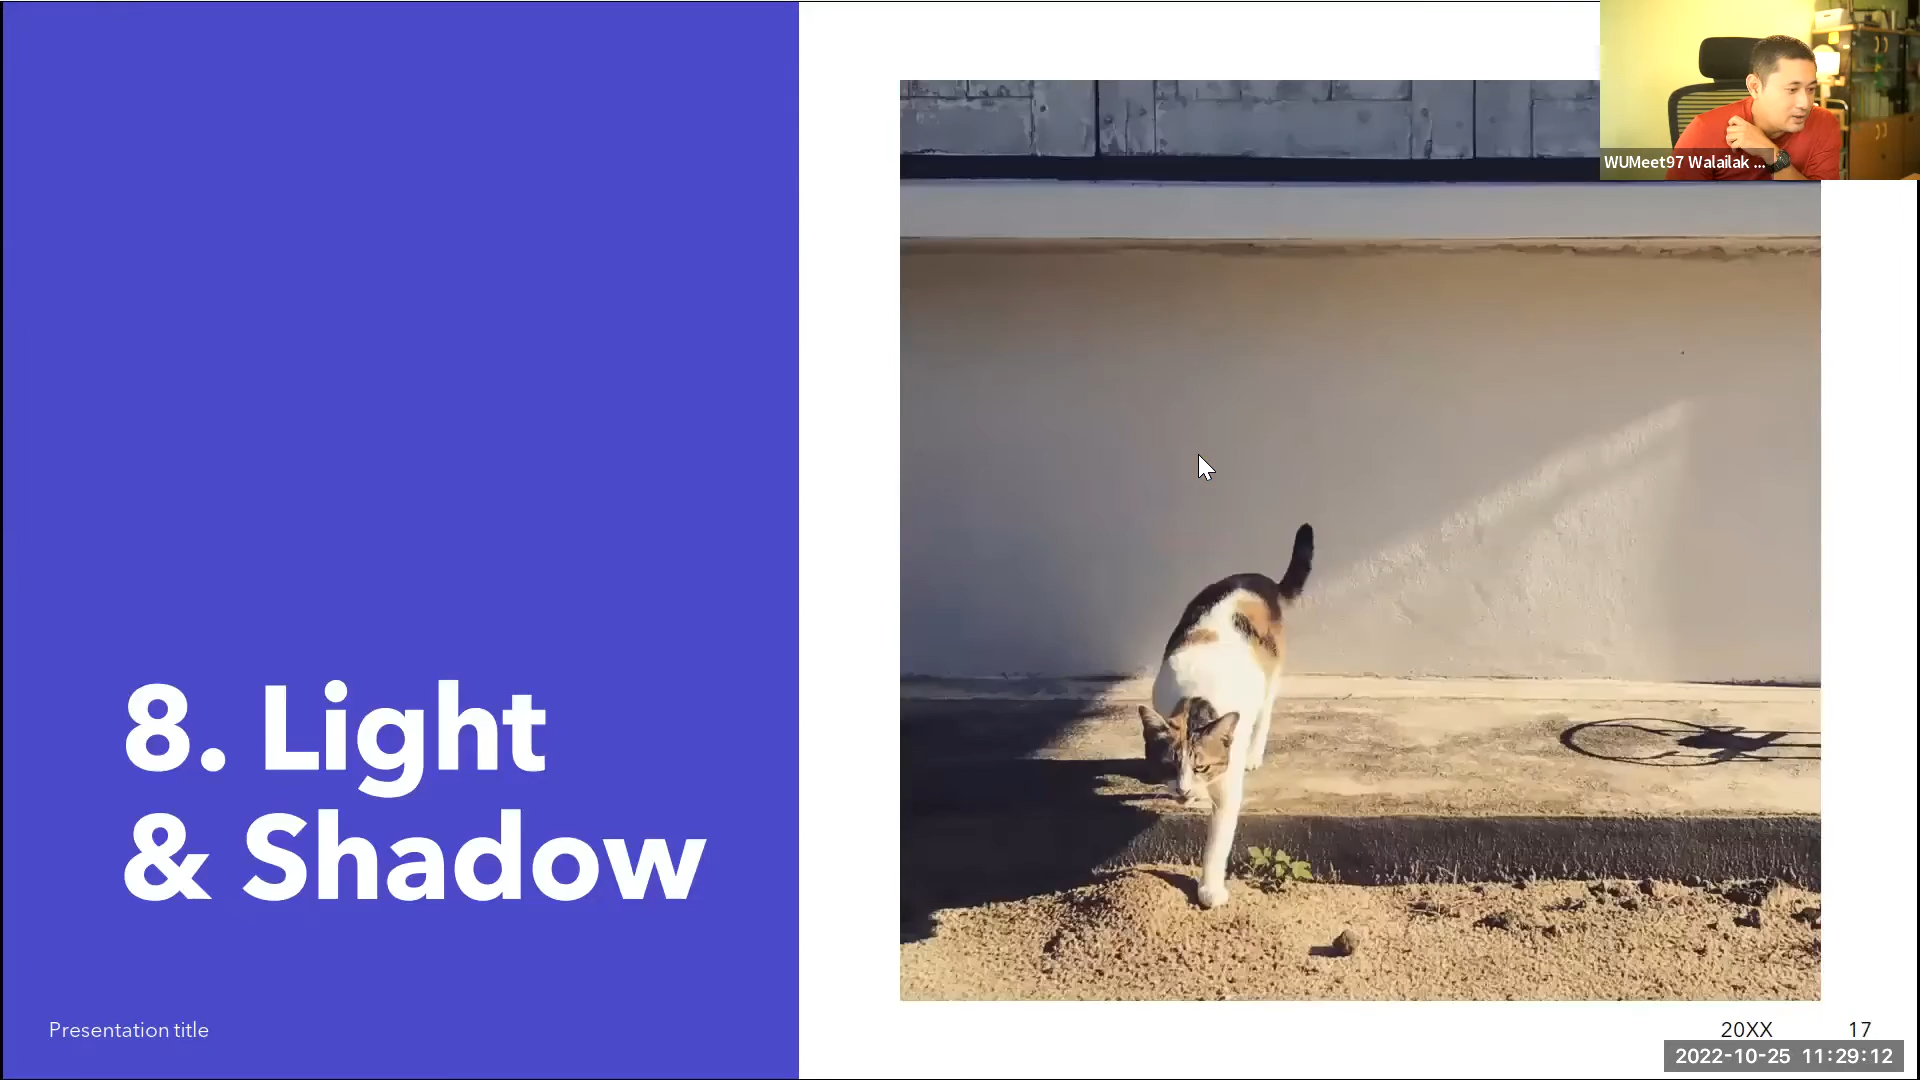 WUMeet97 Walailak ...
8. Light
& Shadow
Presentation title
20XX
17
2022-10-25 11:29:12